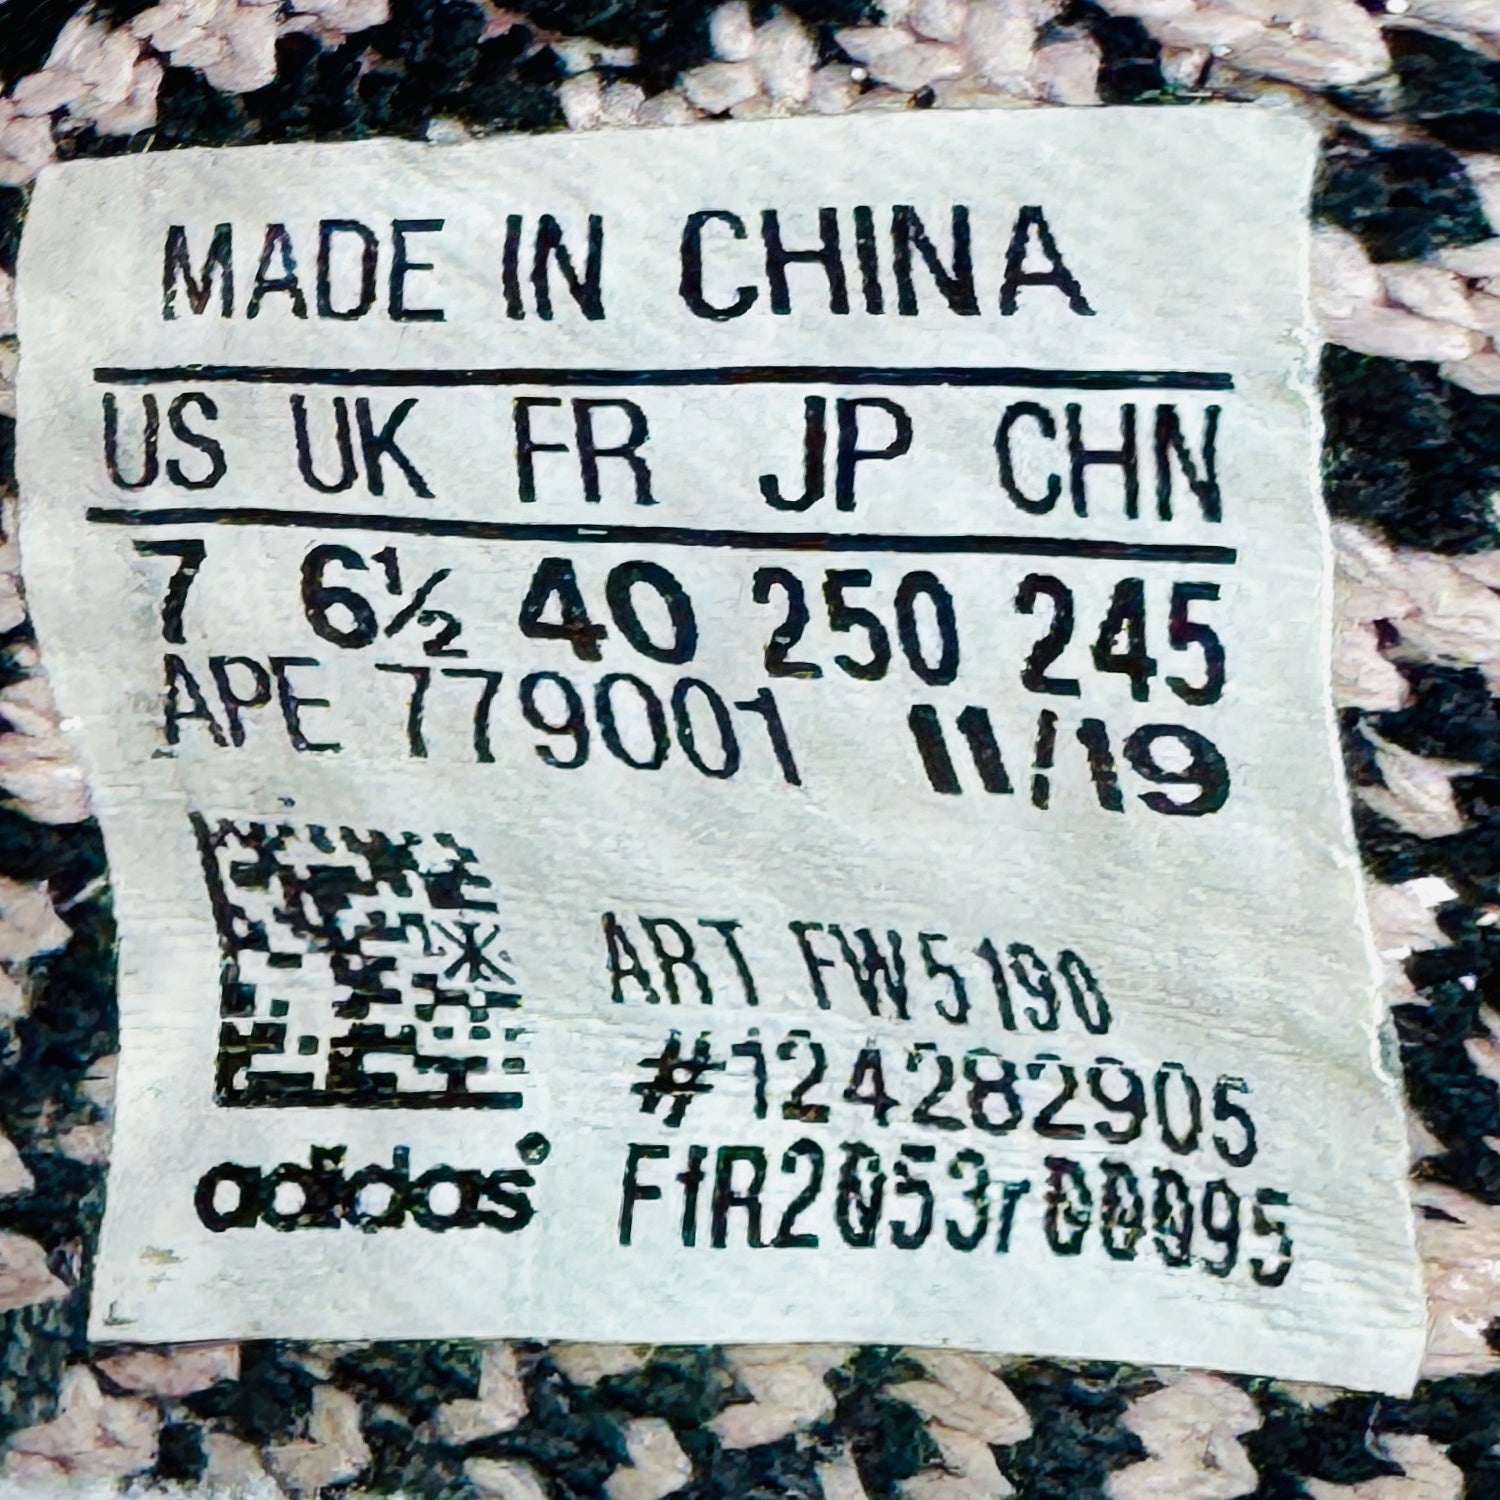 MADE IN CHINA
US UK FR JP CHN
7 6½ 40 250 245
APE 779001 11/19
ART FW5190
#124282905
adidas®